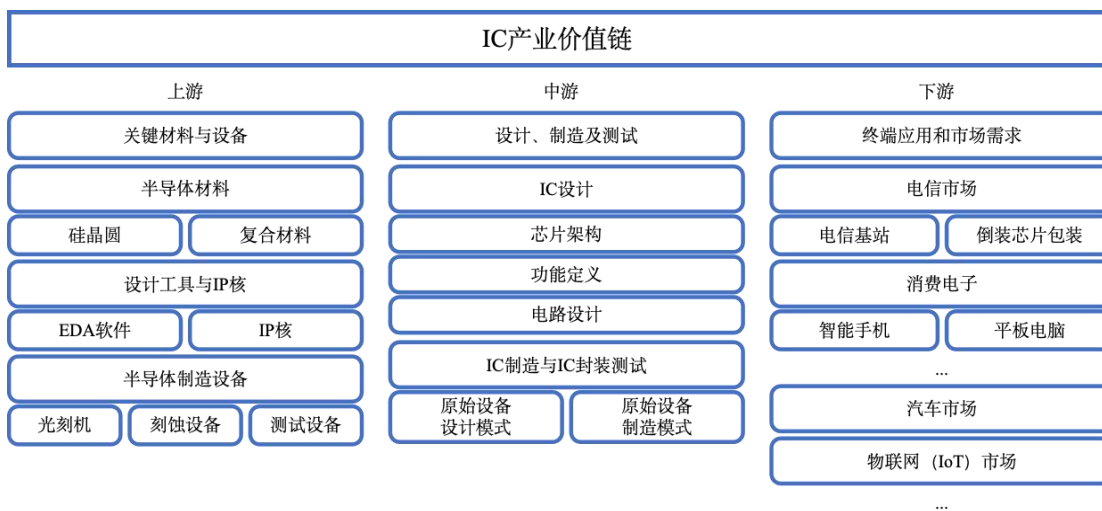 IC产业价值链
上游
关键材料与设备
半导体材料
硅晶圆
复合材料
设计工具与IP核
EDA软件
IP核
半导体制造设备
光刻机
刻蚀设备
测试设备
中游
设计、制造及测试
IC设计
芯片架构
功能定义
电路设计
IC制造与IC封装测试
原始设备
设计模式
原始设备
制造模式
下游
终端应用和市场需求
电信市场
电信基站
倒装芯片包装
消费电子
智能手机
平板电脑
...
汽车市场
物联网（IoT）市场
...